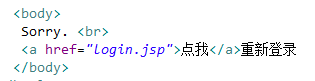 <body>
Sorry. <br>
<a href="login.jsp">点我</a>重新登录
</body>